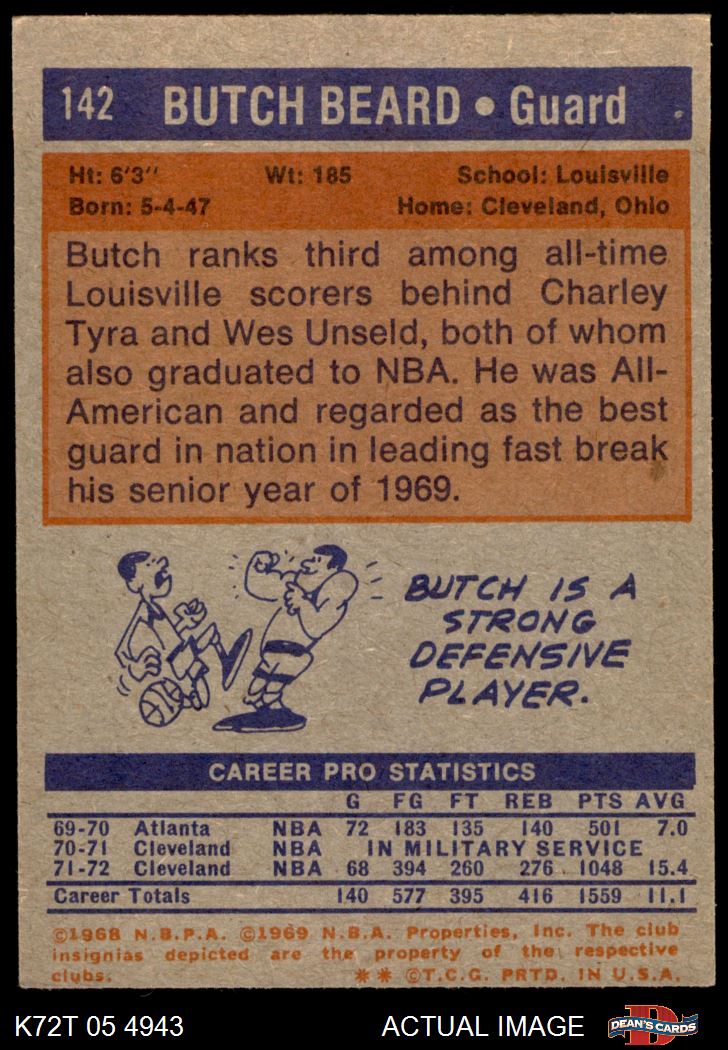 142 BUTCH BEARD • Guard
Ht: 6'3" Wt: 185 School: Louisville
Born: 5-4-47 Home: Cleveland, Ohio
Butch ranks third among all-time
Louisville scorers behind Charley
Tyra and Wes Unseld, both of whom
also graduated to NBA. He was All-
American and regarded as the best
guard in nation in leading fast break
his senior year of 1969.
BUTCH IS A
STRONG
DEFENSIVE
PLAYER.
CAREER PRO STATISTICS
G FG FT REB PTS AVG
69-70 Atlanta NBA 72 183 135 140 501 7.0
70-71 Cleveland NBA IN MILITARY SERVICE
71-72 Cleveland NBA 68 394 260 276 1048 15.4
Career Totals 140 577 395 416 1559 11.1
©1968 N.B.P.A. ©1969 N.B.A. Properties, Inc. The club
insignias depicted are the property of the respective
clubs. ** ©T.C.G. PRTD. IN U.S.A.
K72T 05 4943 ACTUAL IMAGE D DEAN'S CARDS